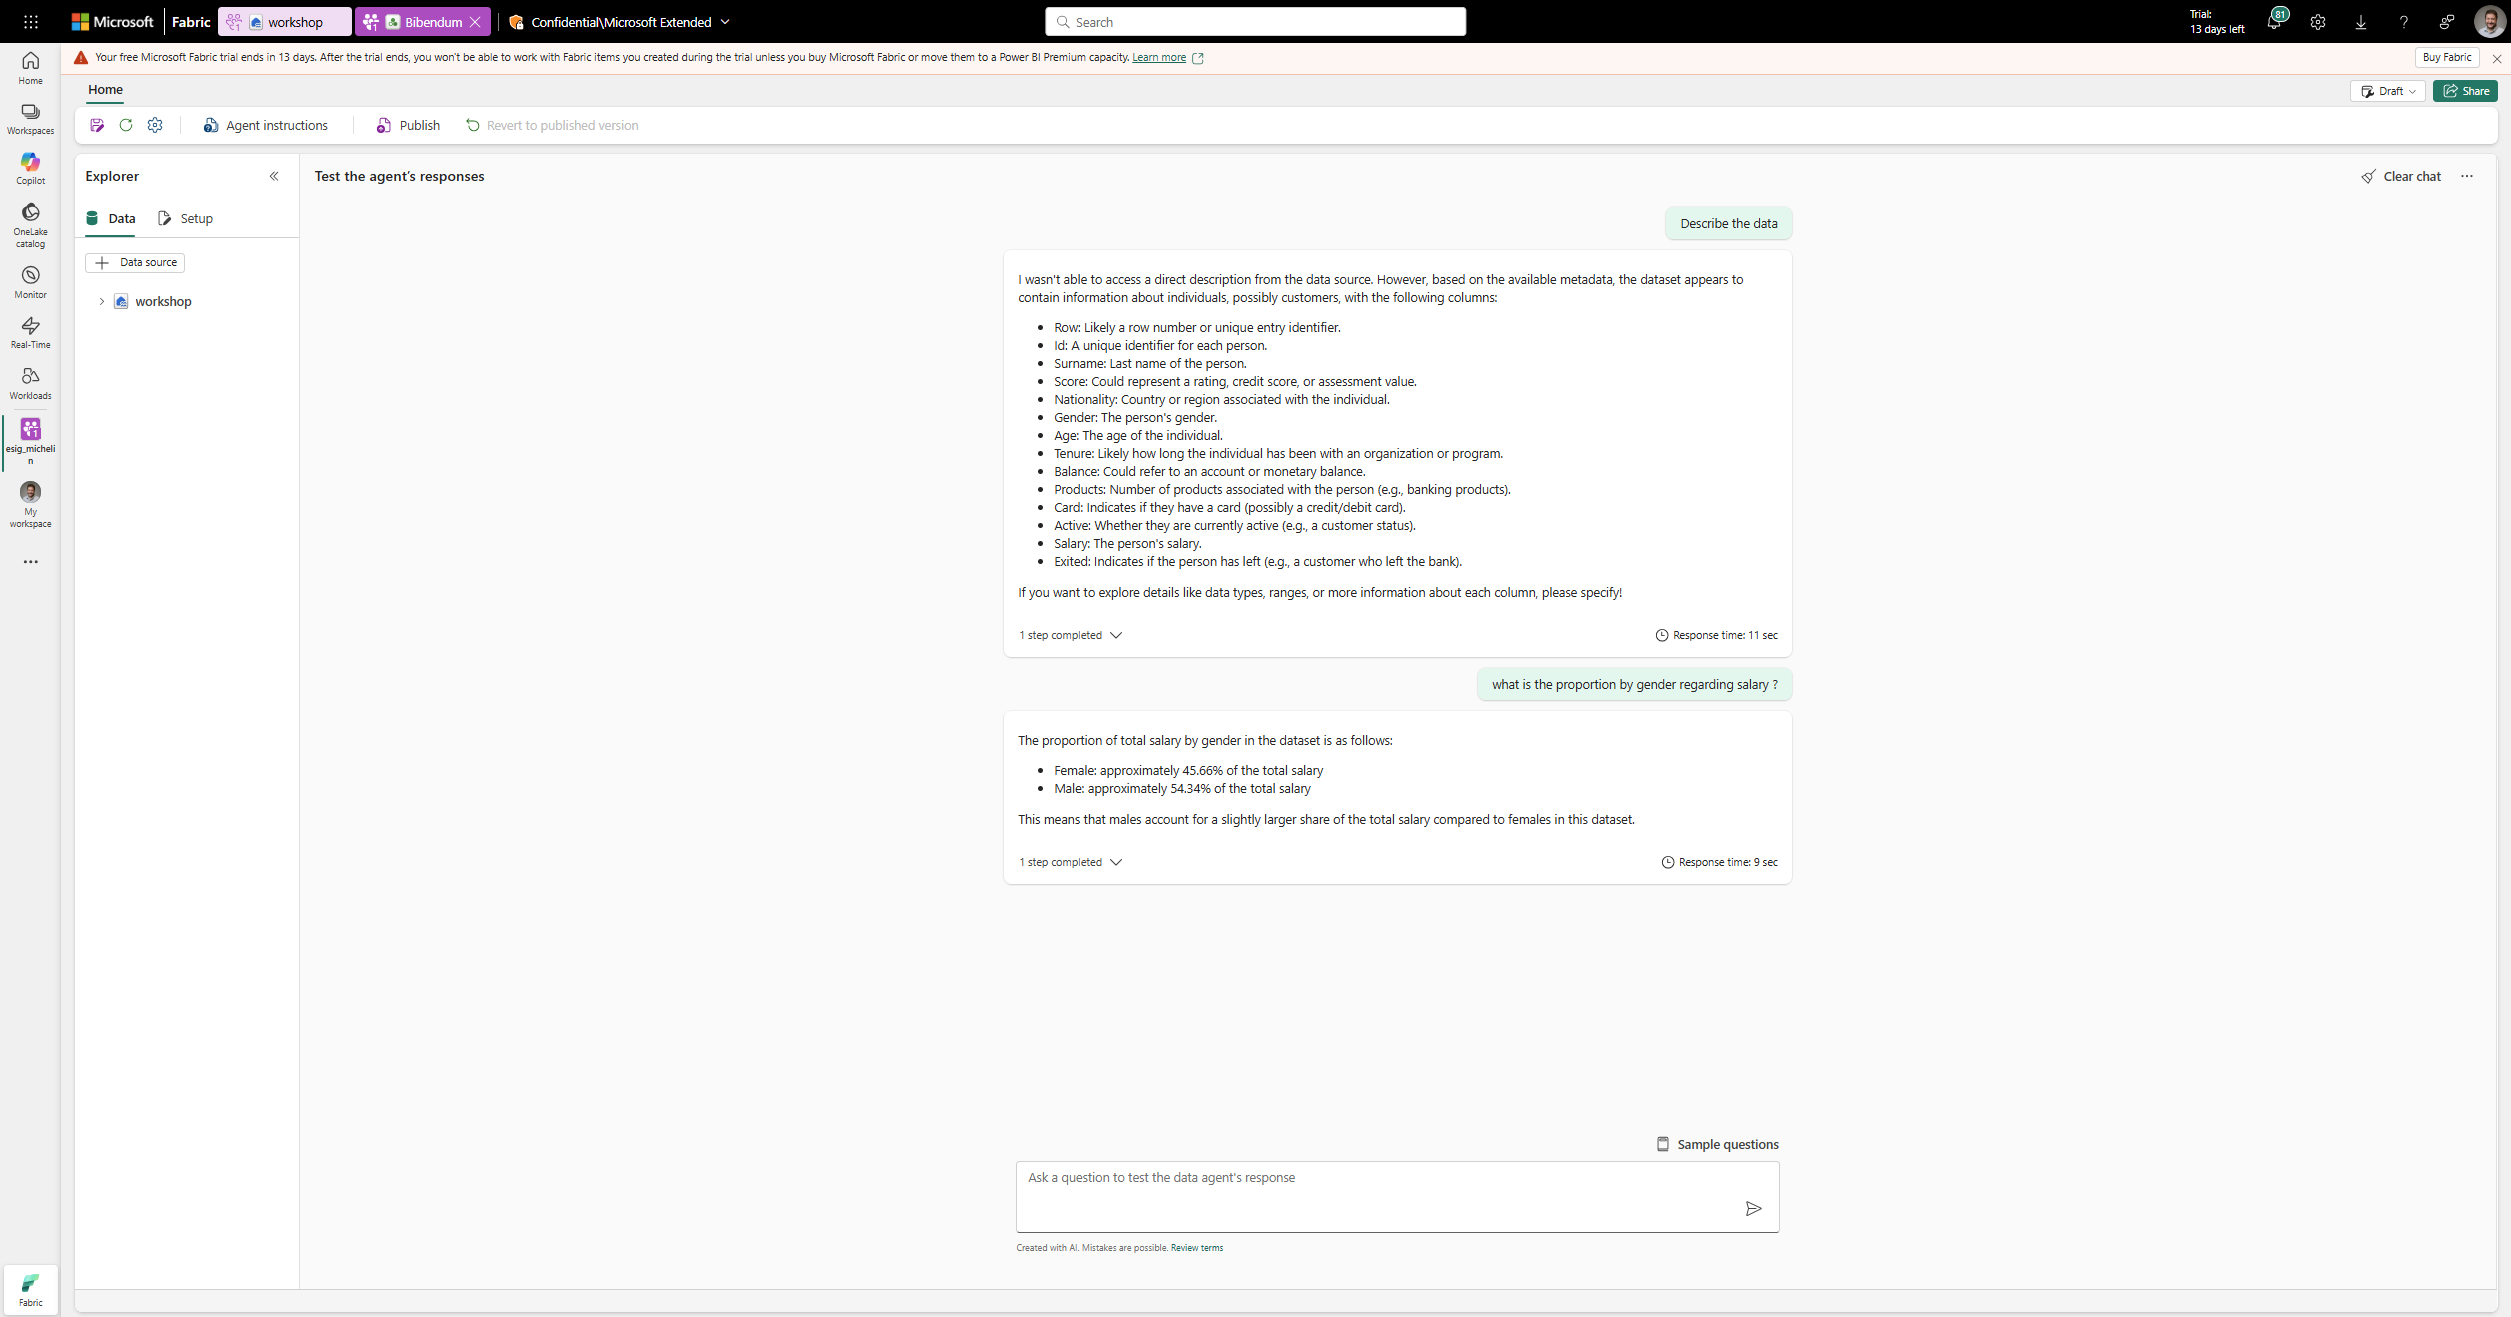 Microsoft Fabric workshop Bibendum Confidential\Microsoft Extended Search Trial: 13 days left 81
Your free Microsoft Fabric trial ends in 13 days. After the trial ends, you won't be able to work with Fabric items you created during the trial unless you buy Microsoft Fabric or move them to a Power BI Premium capacity. Learn more Buy Fabric
Home
Workspaces
Copilot
OneLake
catalog
Monitor
Real-Time
Workloads
esig_micheli
n
My
workspace
Fabric
Home Draft Share
Agent instructions Publish Revert to published version
Explorer
Data Setup
Data source
workshop
Test the agent's responses Clear chat
Describe the data
I wasn't able to access a direct description from the data source. However, based on the available metadata, the dataset appears to
contain information about individuals, possibly customers, with the following columns:
• Row: Likely a row number or unique entry identifier.
• Id: A unique identifier for each person.
• Surname: Last name of the person.
• Score: Could represent a rating, credit score, or assessment value.
• Nationality: Country or region associated with the individual.
• Gender: The person's gender.
• Age: The age of the individual.
• Tenure: Likely how long the individual has been with an organization or program.
• Balance: Could refer to an account or monetary balance.
• Products: Number of products associated with the person (e.g., banking products).
• Card: Indicates if they have a card (possibly a credit/debit card).
• Active: Whether they are currently active (e.g., a customer status).
• Salary: The person's salary.
• Exited: Indicates if the person has left (e.g., a customer who left the bank).
If you want to explore details like data types, ranges, or more information about each column, please specify!
1 step completed Response time: 11 sec
what is the proportion by gender regarding salary ?
The proportion of total salary by gender in the dataset is as follows:
• Female: approximately 45.66% of the total salary
• Male: approximately 54.34% of the total salary
This means that males account for a slightly larger share of the total salary compared to females in this dataset.
1 step completed Response time: 9 sec
Sample questions
Ask a question to test the data agent's response
Created with AI. Mistakes are possible. Review terms